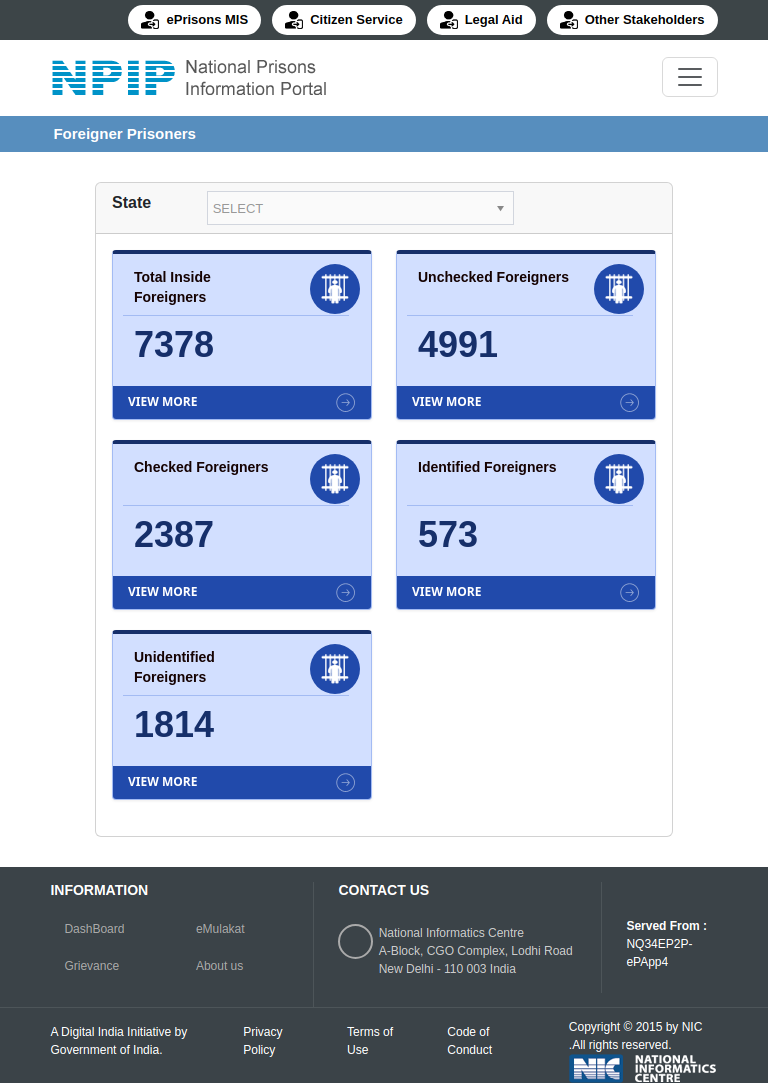 ePrisons MIS
Citizen Service
Legal Aid
Other Stakeholders
NPIP
National Prisons
Information Portal
Foreigner Prisoners
State
SELECT
Total Inside
Foreigners
7378
VIEW MORE
Unchecked Foreigners
4991
VIEW MORE
Checked Foreigners
2387
VIEW MORE
Identified Foreigners
573
VIEW MORE
Unidentified
Foreigners
1814
VIEW MORE
INFORMATION
DashBoard
eMulakat
Grievance
About us
CONTACT US
National Informatics Centre
A-Block, CGO Complex, Lodhi Road
New Delhi - 110 003 India
Served From :
NQ34EP2P-
ePApp4
A Digital India Initiative by
Government of India.
Privacy
Policy
Terms of
Use
Code of
Conduct
Copyright © 2015 by NIC
.All rights reserved.
NIC
NATIONAL
INFORMATICS
CENTRE